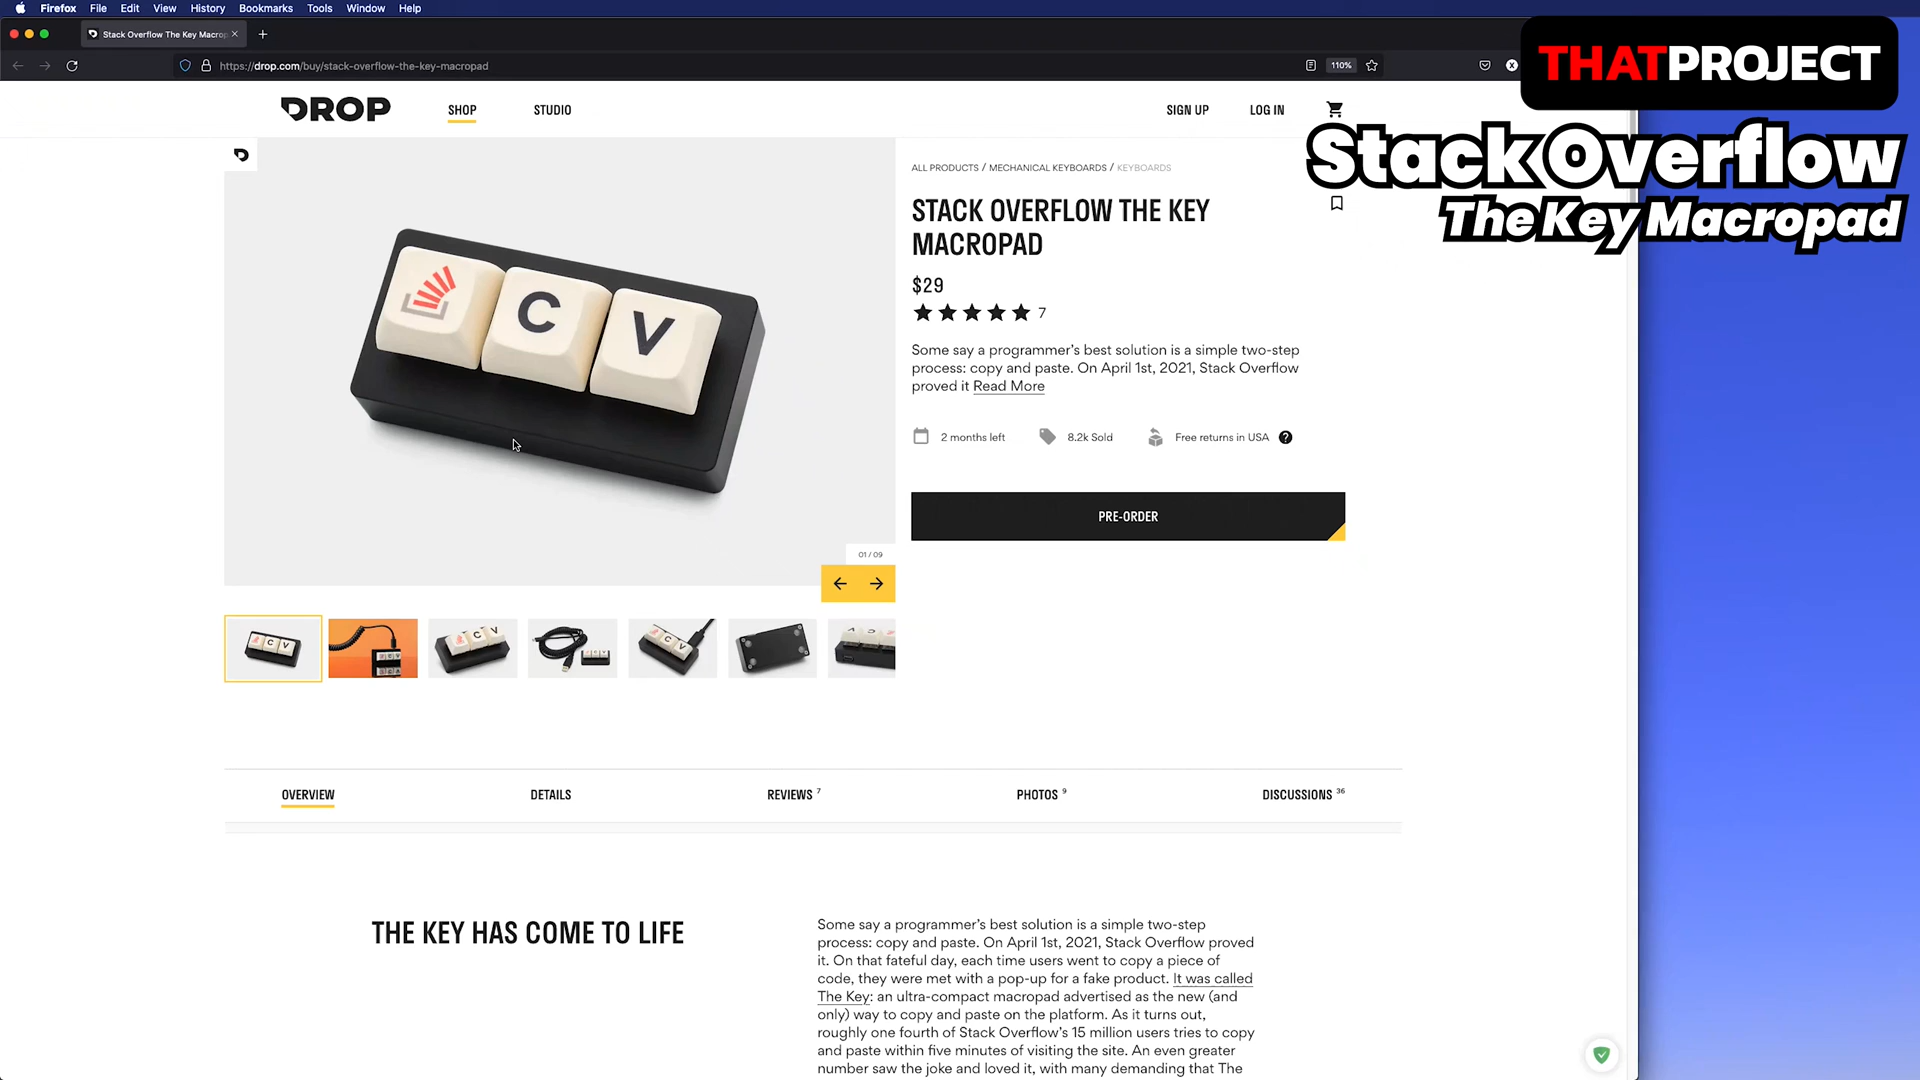 Firefox File Edit View History Bookmarks Tools Window Help
Stack Overflow The Key Macrop
https://drop.com/buy/stack-overflow-the-key-macropad
110%
THATPROJECT
Stack Overflow
The Key Macropad
DROP
SHOP
STUDIO
SIGN UP
LOG IN
ALL PRODUCTS / MECHANICAL KEYBOARDS / KEYBOARDS
STACK OVERFLOW THE KEY
MACROPAD
$29
7
Some say a programmer's best solution is a simple two-step
process: copy and paste. On April 1st, 2021, Stack Overflow
proved it Read More
2 months left
8.2k Sold
Free returns in USA ?
PRE-ORDER
C V
01 / 09
OVERVIEW
DETAILS
REVIEWS 7
PHOTOS 9
DISCUSSIONS 36
THE KEY HAS COME TO LIFE
Some say a programmer's best solution is a simple two-step
process: copy and paste. On April 1st, 2021, Stack Overflow proved
it. On that fateful day, each time users went to copy a piece of
code, they were met with a pop-up for a fake product. It was called
The Key: an ultra-compact macropad advertised as the new (and
only) way to copy and paste on the platform. As it turns out,
roughly one fourth of Stack Overflow's 15 million users tries to copy
and paste within five minutes of visiting the site. An even greater
number saw the joke and loved it, with many demanding that The